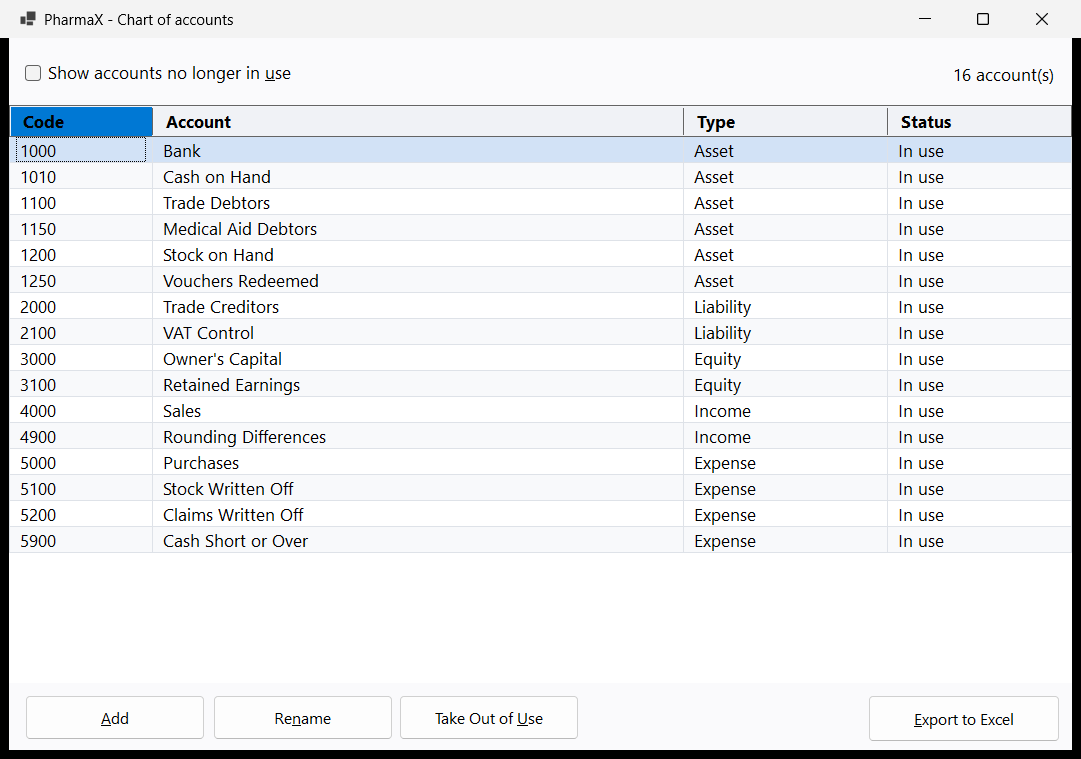 PharmaX - Chart of accounts
Show accounts no longer in use
16 account(s)
Code Account Type Status
1000 Bank Asset In use
1010 Cash on Hand Asset In use
1100 Trade Debtors Asset In use
1150 Medical Aid Debtors Asset In use
1200 Stock on Hand Asset In use
1250 Vouchers Redeemed Asset In use
2000 Trade Creditors Liability In use
2100 VAT Control Liability In use
3000 Owner's Capital Equity In use
3100 Retained Earnings Equity In use
4000 Sales Income In use
4900 Rounding Differences Income In use
5000 Purchases Expense In use
5100 Stock Written Off Expense In use
5200 Claims Written Off Expense In use
5900 Cash Short or Over Expense In use
Add Rename Take Out of Use Export to Excel